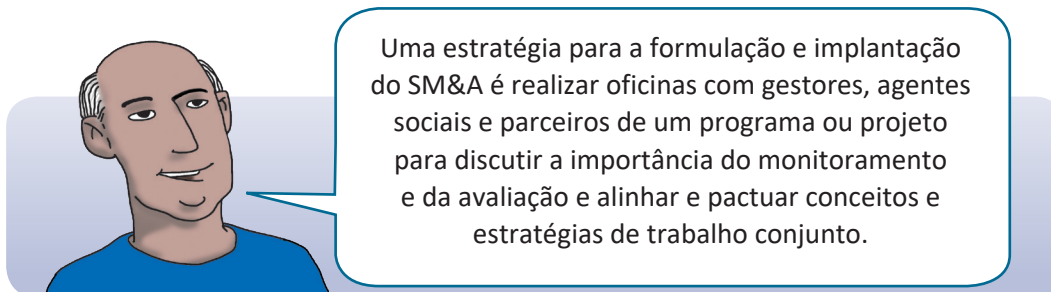 Uma estratégia para a formulação e implantação
do SM&A é realizar oficinas com gestores, agentes
sociais e parceiros de um programa ou projeto
para discutir a importância do monitoramento
e da avaliação e alinhar e pactuar conceitos e
estratégias de trabalho conjunto.